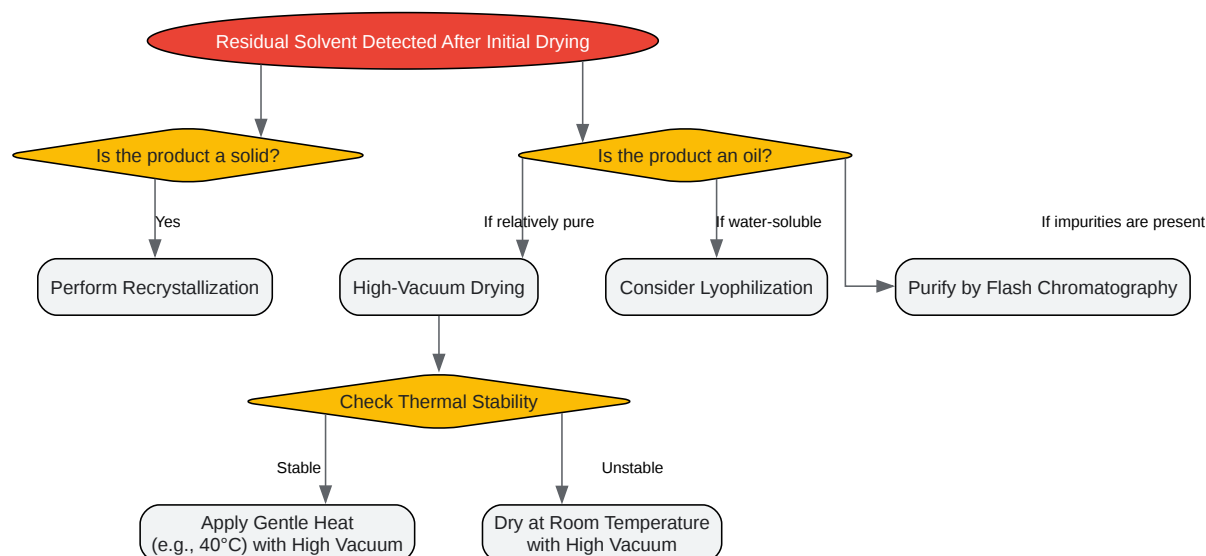 Residual Solvent Detected After Initial Drying
Is the product a solid?
Is the product an oil?
Yes
If relatively pure
If water-soluble
If impurities are present
Perform Recrystallization
High-Vacuum Drying
Consider Lyophilization
Purify by Flash Chromatography
Check Thermal Stability
Stable
Unstable
Apply Gentle Heat
(e.g., 40°C) with High Vacuum
Dry at Room Temperature
with High Vacuum